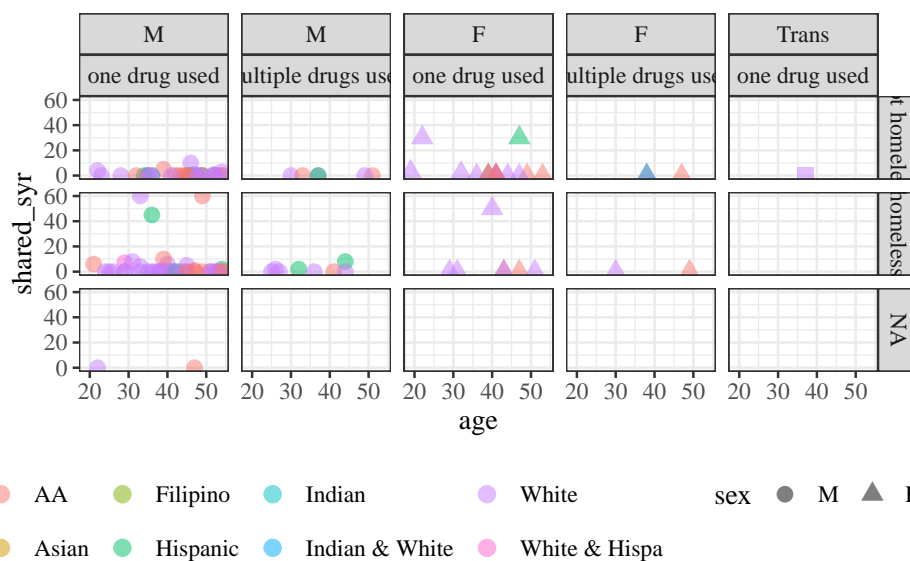 M M F F Trans
one drug used ultiple drugs use one drug used ultiple drugs use one drug used
60
40
20
0
ot homele
60
40
20
0
homeless
60
40
20
0
NA
shared_syr
20 30 40 50 20 30 40 50 20 30 40 50 20 30 40 50 20 30 40 50
age
AA Filipino Indian White sex M
Asian Hispanic Indian & White White & Hispa